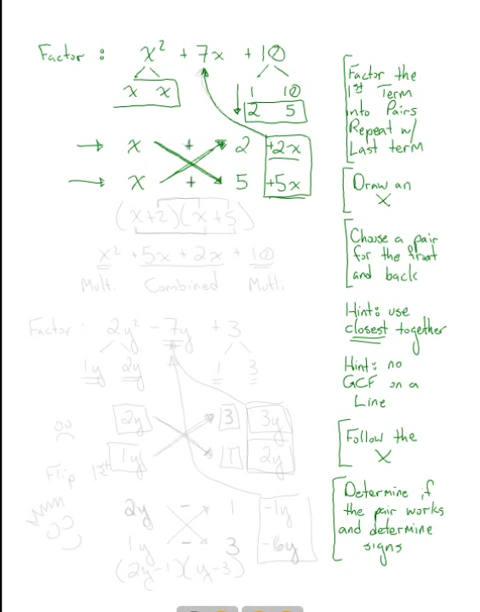 Factor : x² + 7x + 10
x x
1 10
2 5
→ x + 2 +2x
→ x + 5 +5x
(x+2)(x+5)
x² + 5x + 2x + 10
Mult. Combined Mutli.
Factor : 2y² - 7y + 3
1y 2y 1 3
2y 3 3y
1y 1 2y
Flip 1st
2y - 1 -1y
1y - 3 -6y
(2y-1)(y-3)
Factor the
1st Term
into Pairs
Repeat w/
Last term
Draw an
X
Choose a pair
for the front
and back
Hint: use
closest together
Hint: no
GCF on a
Line
Follow the
X
Determine if
the pair works
and determine
signs